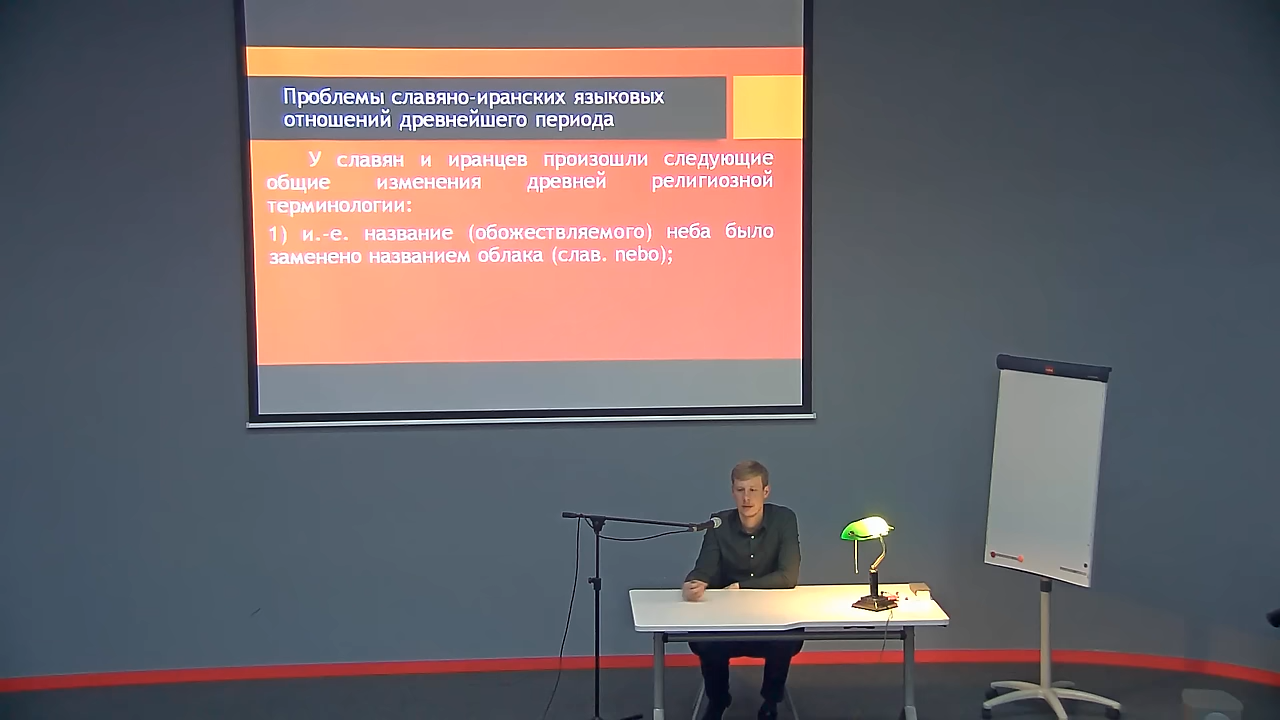 Проблемы славяно-иранских языковых
отношений древнейшего периода
У славян и иранцев произошли следующие
общие изменения древней религиозной
терминологии:
1) и.-е. название (обожествляемого) неба было
заменено названием облака (слав. nebo);